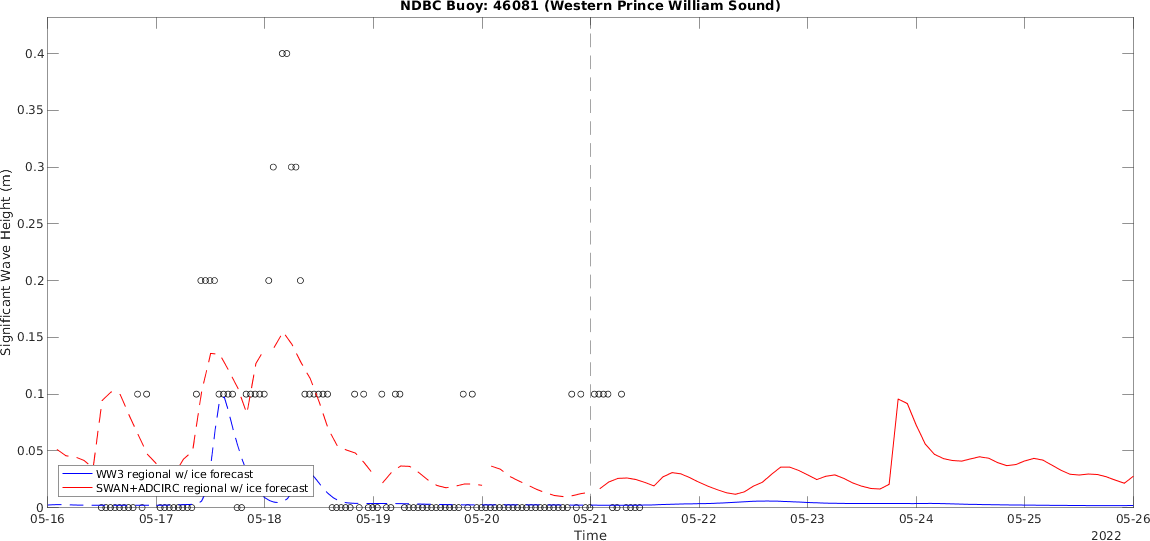 NDBC Buoy: 46081 (Western Prince William Sound)
0.4
0.35
0.3
0.25
0.2
0.15
0.1
0.05
0
Significant Wave Height (m)
WW3 regional w/ ice forecast
SWAN+ADCIRC regional w/ ice forecast
05-16 05-17 05-18 05-19 05-20 05-21 05-22 05-23 05-24 05-25 05-26
Time
2022